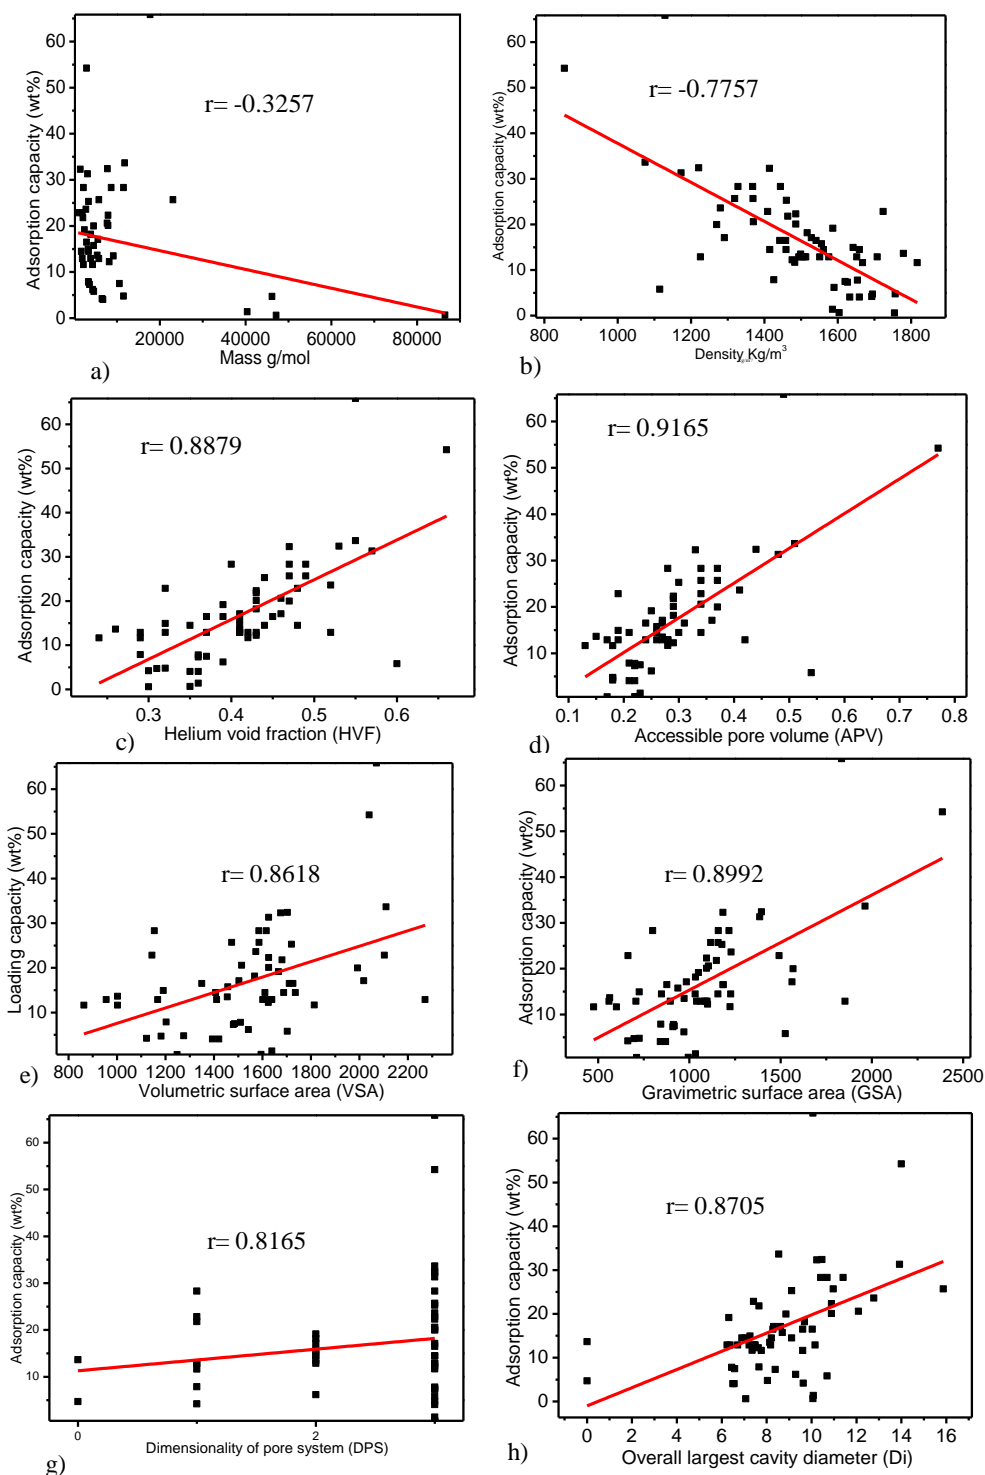 r= -0.3257
Adsorption capacity (wt%)
60
50
40
30
20
10
0
20000 40000 60000 80000
Mass g/mol
a)
r= -0.7757
Adsorption capacity (wt%)
60
50
40
30
20
10
0
800 1000 1200 1400 1600 1800
Density Kg/m³
b)
r= 0.8879
Adsorption capacity (wt%)
60
50
40
30
20
10
0
0.3 0.4 0.5 0.6
Helium void fraction (HVF)
c)
r= 0.9165
Adsorption capacity (wt%)
60
50
40
30
20
10
0.1 0.2 0.3 0.4 0.5 0.6 0.7 0.8
Accessible pore volume (APV)
d)
r= 0.8618
Loading capacity (wt%)
60
50
40
30
20
10
800 1000 1200 1400 1600 1800 2000 2200
Volumetric surface area (VSA)
e)
r= 0.8992
Adsorption capacity (wt%)
60
50
40
30
20
10
500 1000 1500 2000 2500
Gravimetric surface area (GSA)
f)
r= 0.8165
Adsorption capacity (wt%)
60
50
40
30
20
10
0 2
Dimensionality of pore system (DPS)
g)
r= 0.8705
Adsorption capacity (wt%)
60
50
40
30
20
10
0
0 2 4 6 8 10 12 14 16
Overall largest cavity diameter (Di)
h)